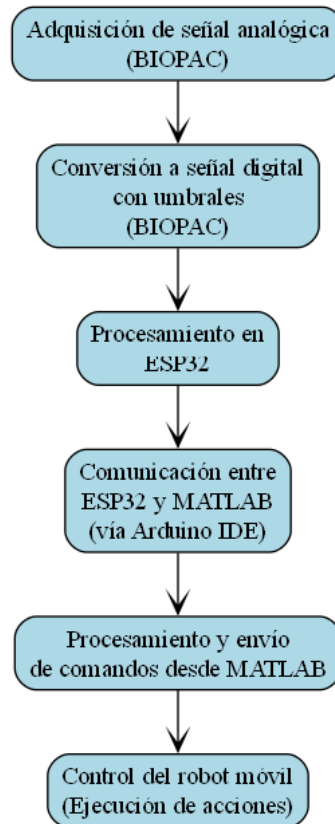 Adquisición de señal analógica
(BIOPAC)
Conversión a señal digital
con umbrales
(BIOPAC)
Procesamiento en
ESP32
Comunicación entre
ESP32 y MATLAB
(vía Arduino IDE)
Procesamiento y envío
de comandos desde MATLAB
Control del robot móvil
(Ejecución de acciones)